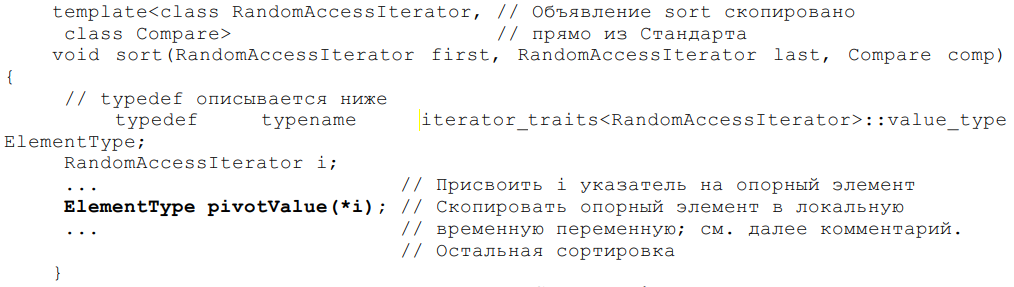 template<class RandomAccessIterator, // Объявление sort скопировано
class Compare> // прямо из Стандарта
void sort(RandomAccessIterator first, RandomAccessIterator last, Compare comp)
{
// typedef описывается ниже
typedef typename iterator_traits<RandomAccessIterator>::value_type
ElementType;
RandomAccessIterator i;
... // Присвоить i указатель на опорный элемент
ElementType pivotValue(*i); // Скопировать опорный элемент в локальную
... // временную переменную; см. далее комментарий.
// Остальная сортировка
}